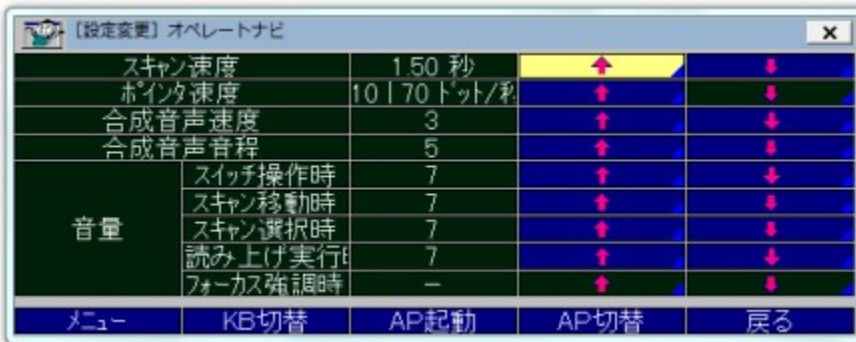 ［設定変更］オペレートナビ
スキャン速度 1.50 秒 ↑ ↓
ポインタ速度 10 | 70 ドット/秒 ↑ ↓
合成音声速度 3 ↑ ↓
合成音声音程 5 ↑ ↓
音量
スイッチ操作時 7 ↑ ↓
スキャン移動時 7 ↑ ↓
スキャン選択時 7 ↑ ↓
読み上げ実行 7 ↑ ↓
フォーカス強調時 − ↑ ↓
メニュー KB切替 AP起動 AP切替 戻る